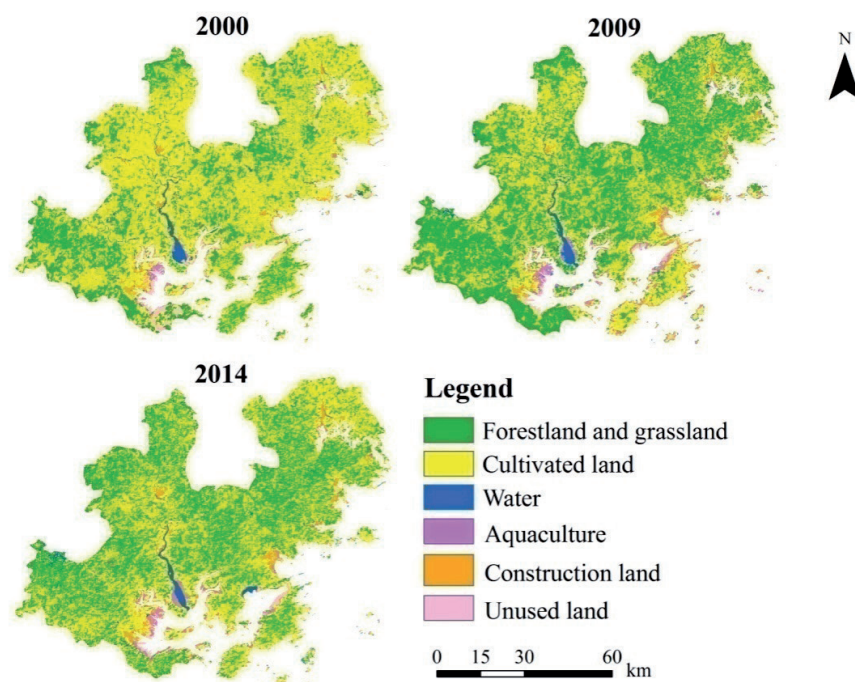 2000
2009
N
2014
Legend
Forestland and grassland
Cultivated land
Water
Aquaculture
Construction land
Unused land
0 15 30 60
km